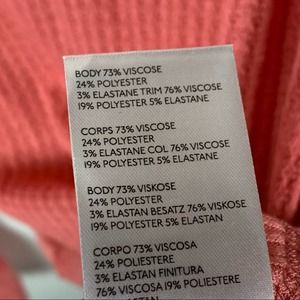 BODY 73% VISCOSE
24% POLYESTER
3% ELASTANE TRIM 76% VISCOSE
19% POLYESTER 5% ELASTANE
CORPS 73% VISCOSE
24% POLYESTER
3% ELASTANE COL 76% VISCOSE
19% POLYESTER 5% ELASTANE
BODY 73% VISKOSE
24% POLYESTER
3% ELASTAN BESATZ 76% VISKOSE
19% POLYESTER 5% ELASTAN
CORPO 73% VISCOSA
24% POLIESTERE
3% ELASTAN FINITURA
76% VISCOSA 19% POLIESTERE